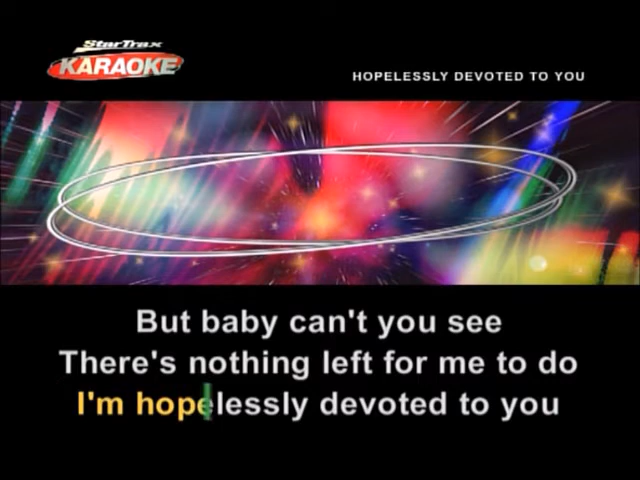 StarTrax
KARAOKE
HOPELESSLY DEVOTED TO YOU
But baby can't you see
There's nothing left for me to do
I'm hopelessly devoted to you